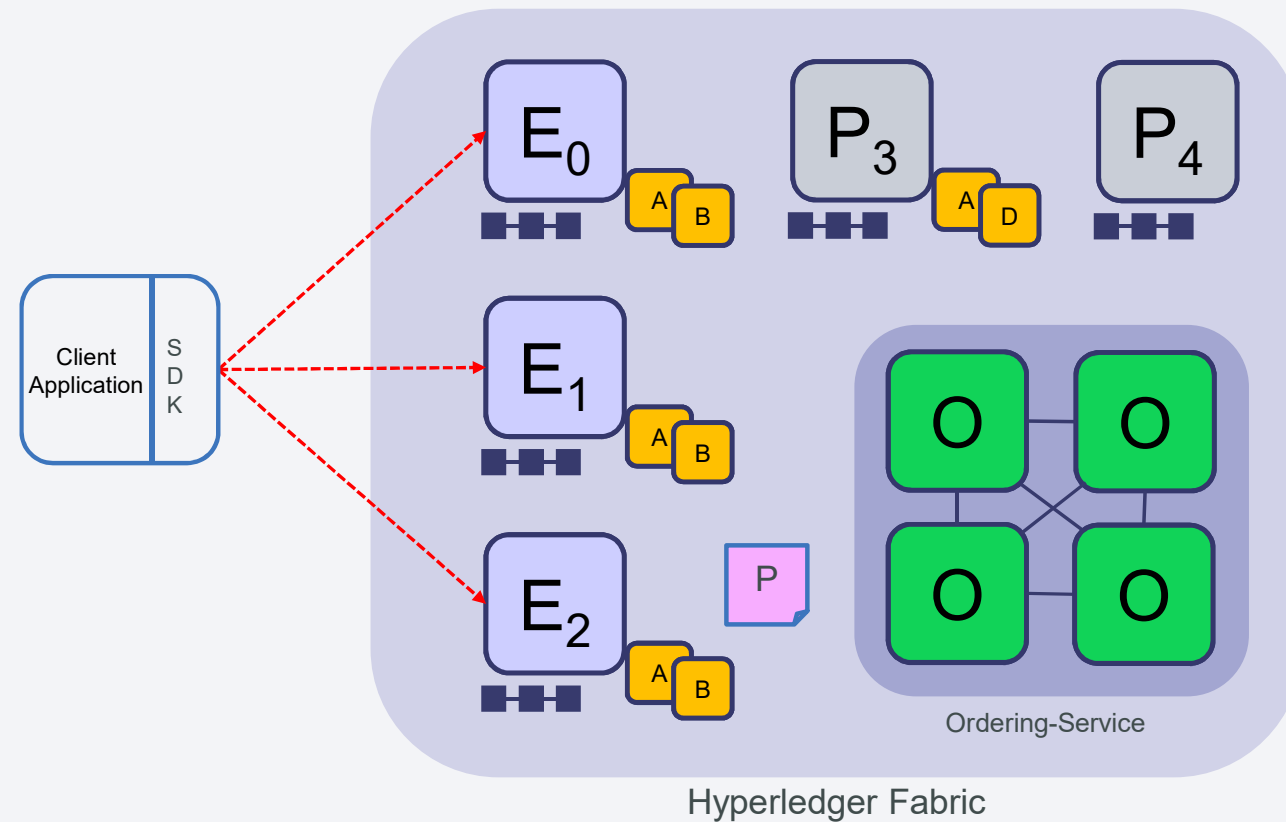 E0
P3
P4
A
B
A
D
Client
Application
S
D
K
E1
A
B
O
O
E2
P
A
B
O
O
Ordering-Service
Hyperledger Fabric